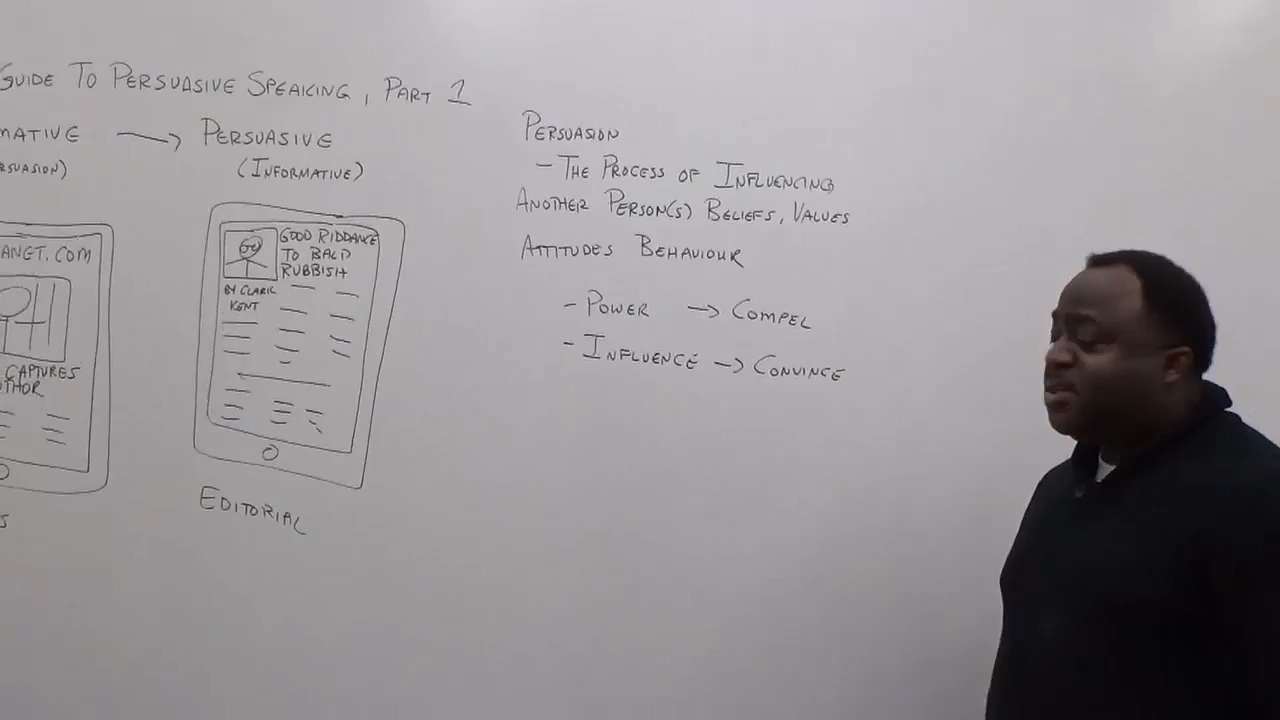 GUIDE TO PERSUASIVE SPEAKING, PART 1
MATIVE → PERSUASIVE
RSUASION)
(INFORMATIVE)
ANET.COM
CAPTURES
THOR
S
GOOD RIDDANCE
TO BALD
RUBBISH
BY CLARK
KENT
EDITORIAL
PERSUASION
- THE PROCESS OF INFLUENCING
ANOTHER PERSON(S) BELIEFS, VALUES
ATTITUDES BEHAVIOUR
- POWER → COMPEL
- INFLUENCE → CONVINCE